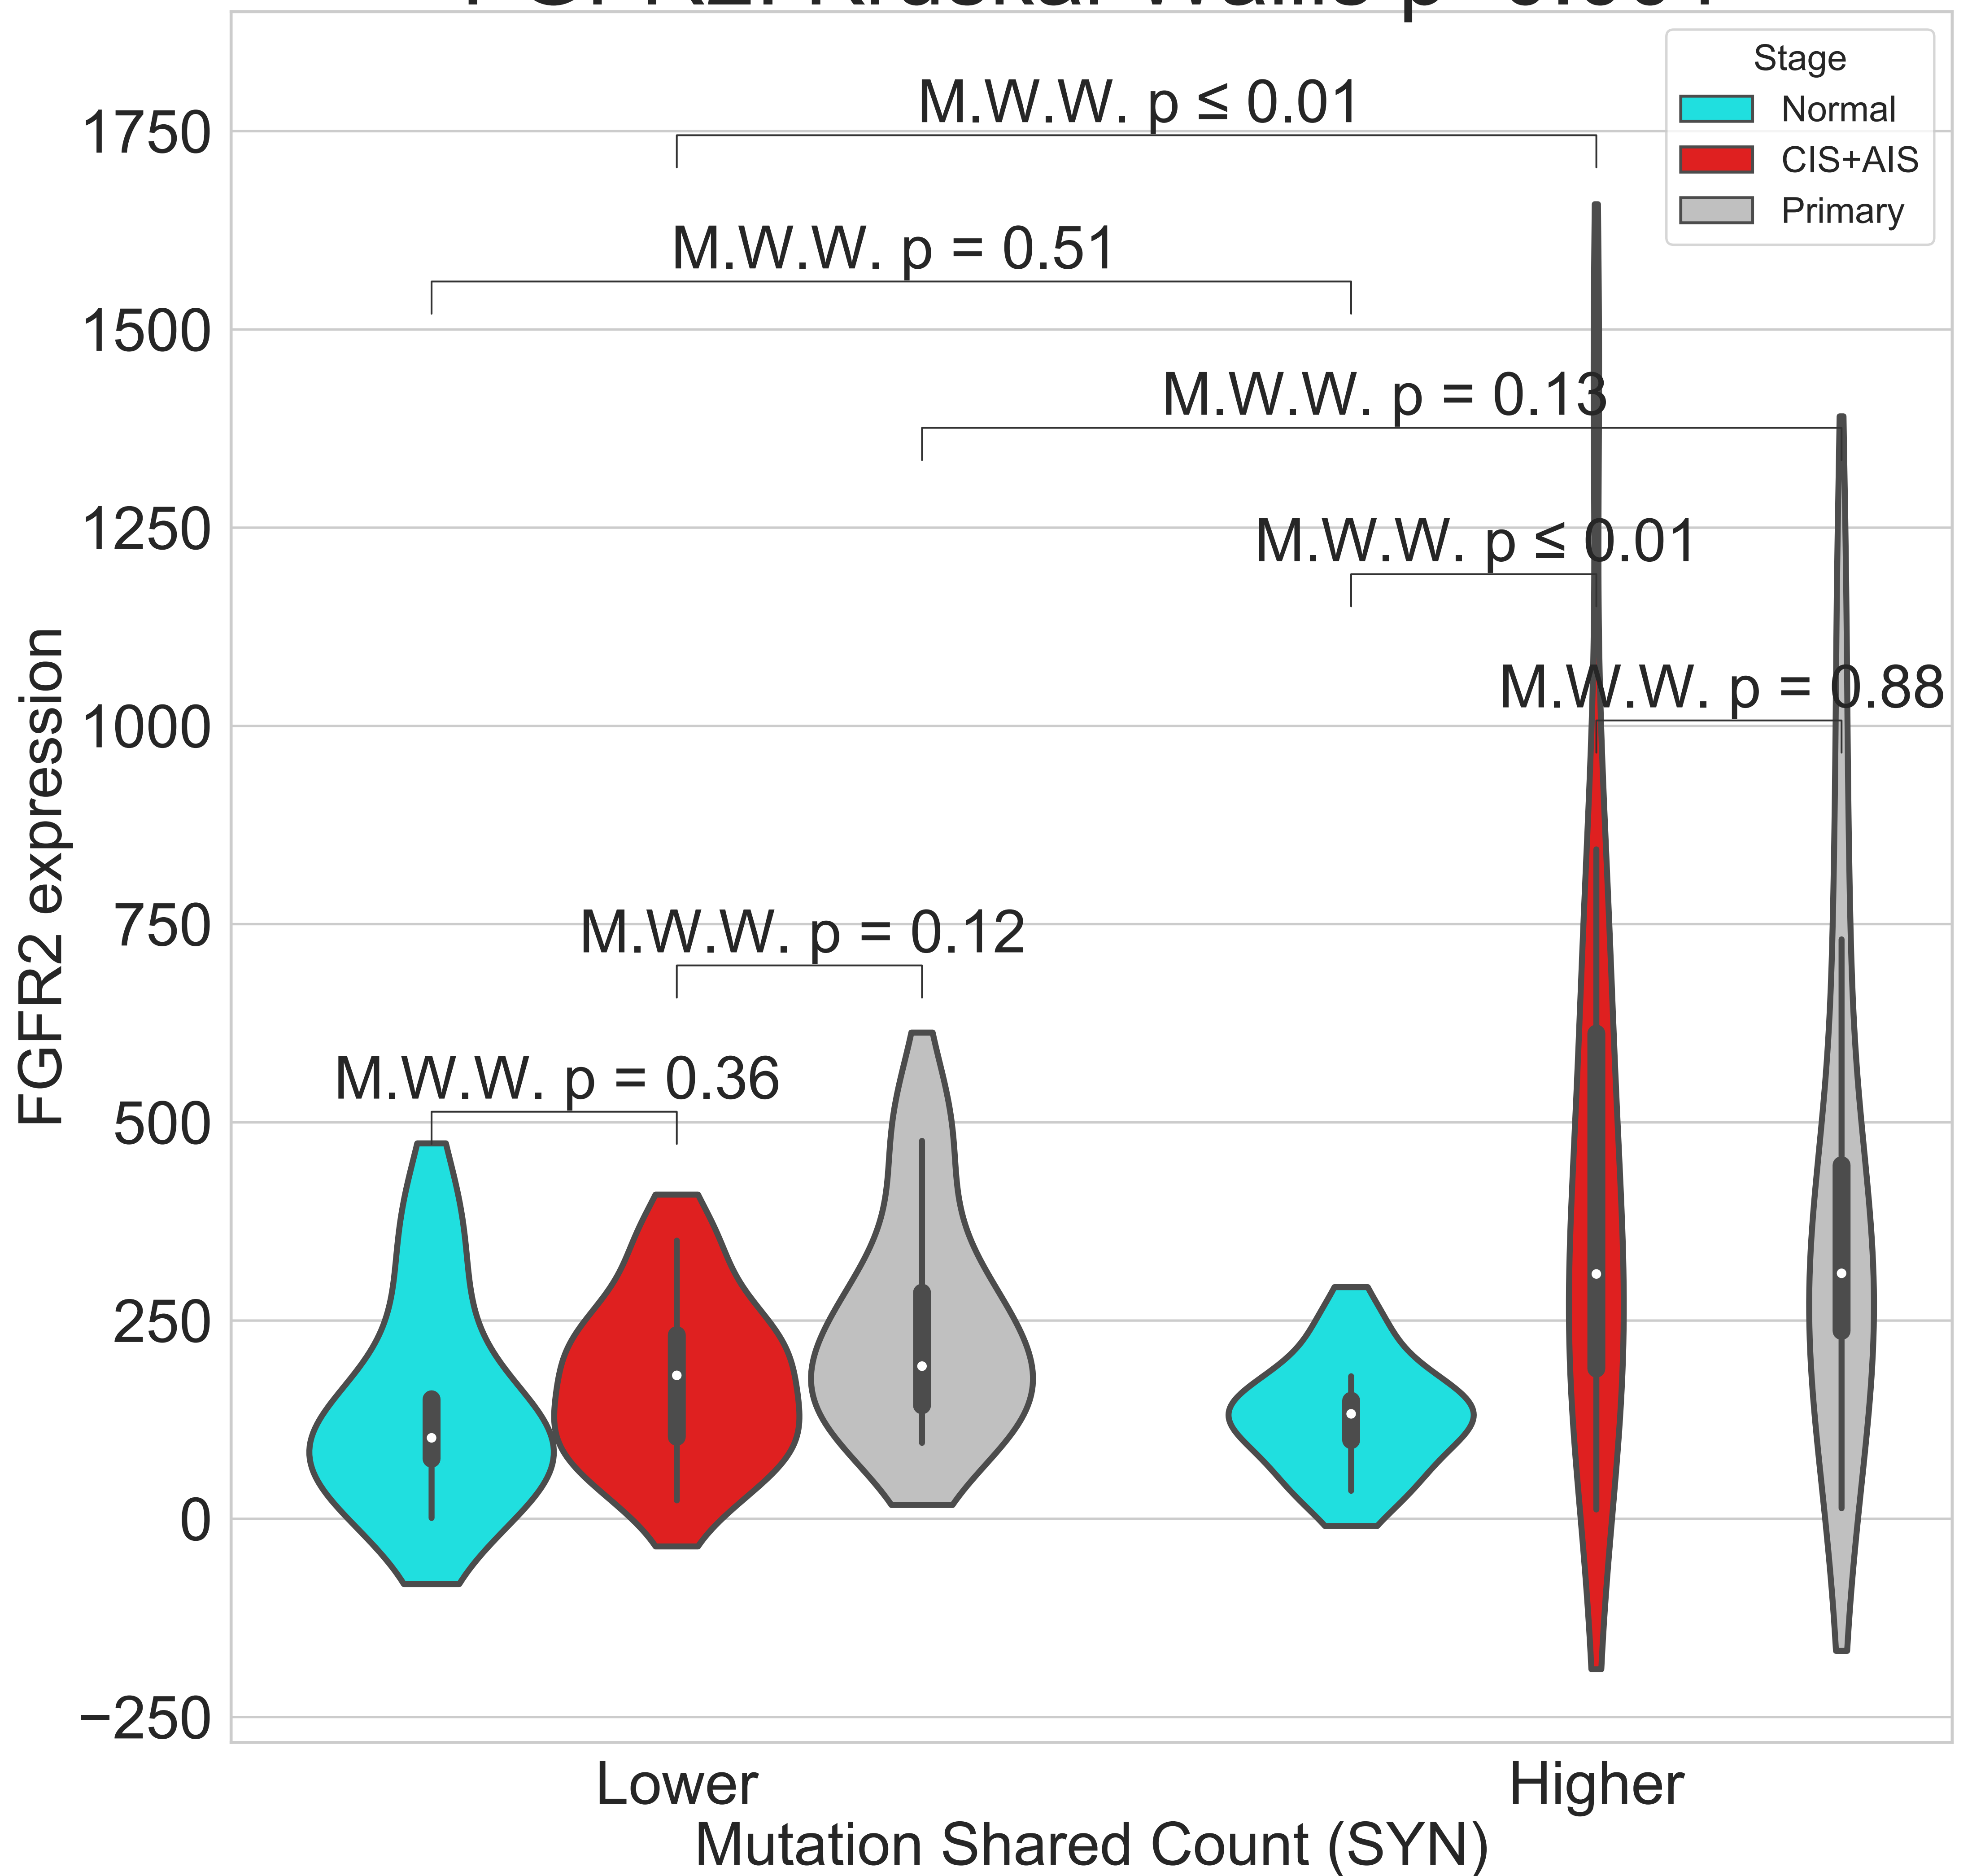 Stage
Normal
CIS+AIS
Primary
M.W.W. p ≤ 0.01
M.W.W. p = 0.51
M.W.W. p = 0.13
M.W.W. p ≤ 0.01
M.W.W. p = 0.88
M.W.W. p = 0.12
M.W.W. p = 0.36
1750
1500
1250
1000
750
500
250
0
−250
FGFR2 expression
Lower
Higher
Mutation Shared Count (SYN)